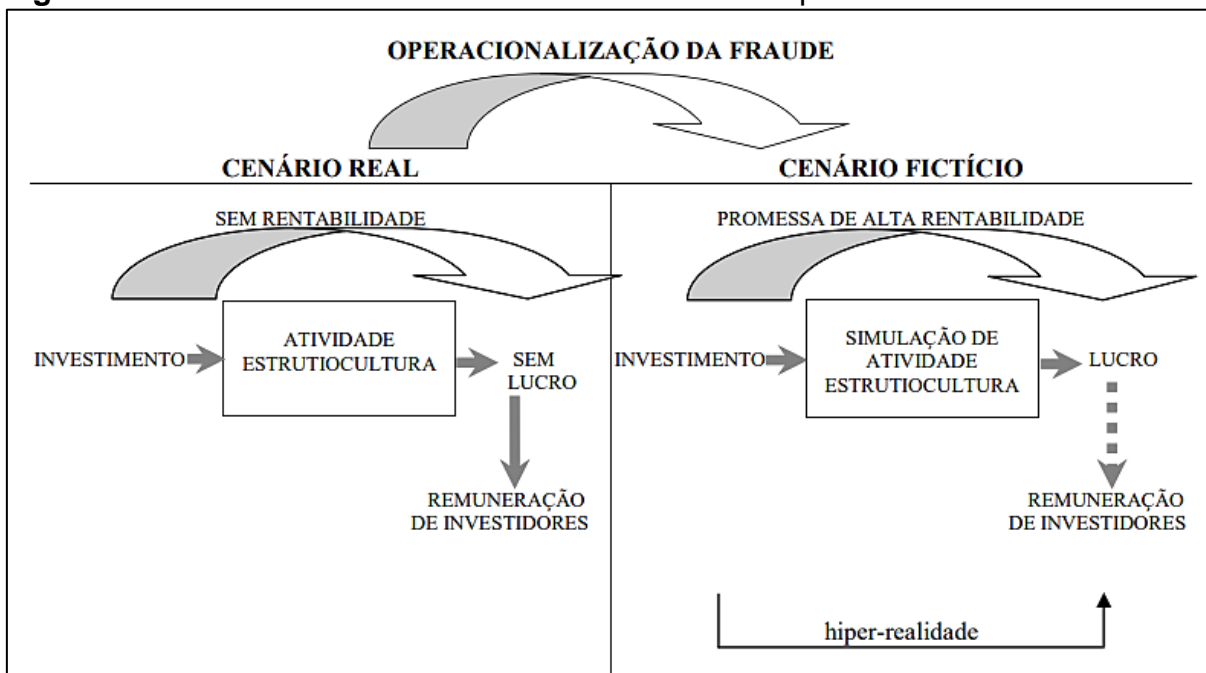 OPERACIONALIZAÇÃO DA FRAUDE
CENÁRIO REAL
CENÁRIO FICTÍCIO
SEM RENTABILIDADE
PROMESSA DE ALTA RENTABILIDADE
INVESTIMENTO
ATIVIDADE
ESTRUTIOCULTURA
SEM
LUCRO
REMUNERAÇÃO
DE INVESTIDORES
INVESTIMENTO
SIMULAÇÃO DE
ATIVIDADE
ESTRUTIOCULTURA
LUCRO
REMUNERAÇÃO
DE INVESTIDORES
hiper-realidade